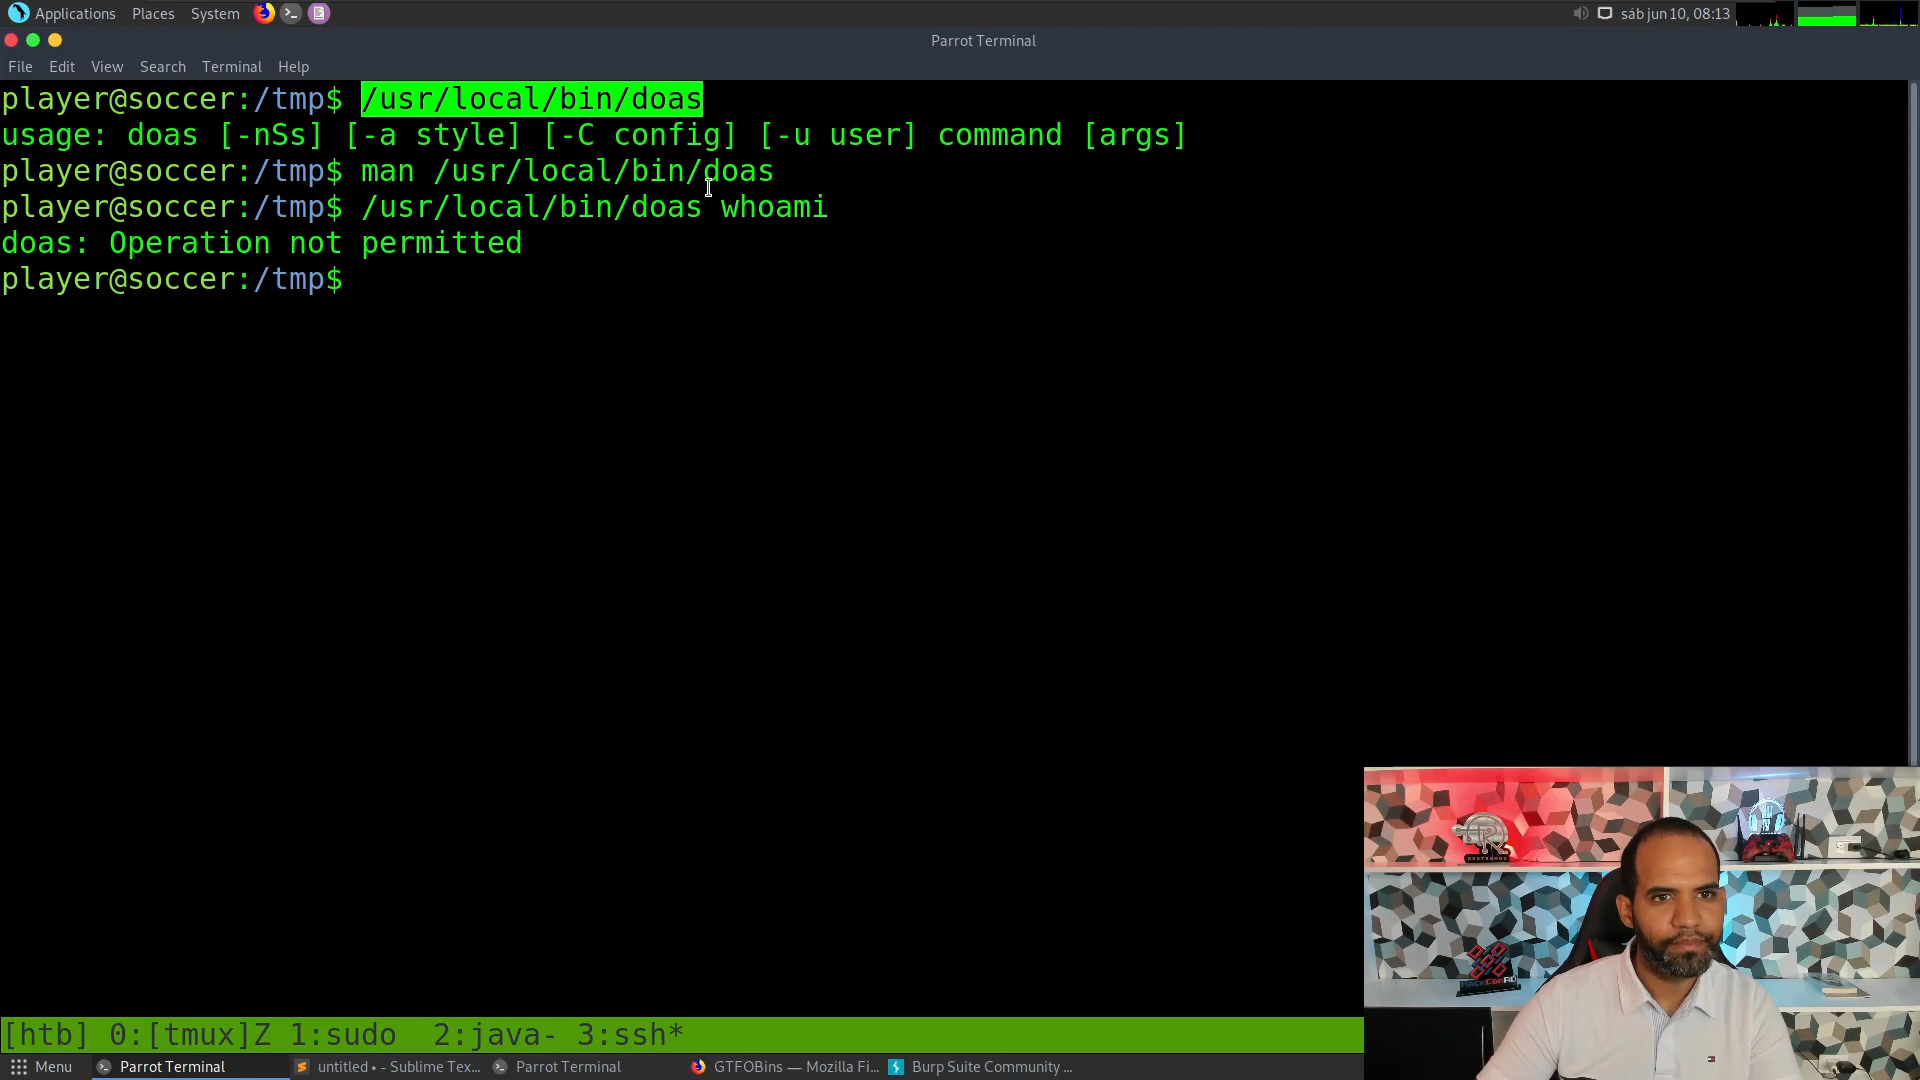 Applications Places System sáb jun 10, 08:13
Parrot Terminal
File Edit View Search Terminal Help
player@soccer:/tmp$ /usr/local/bin/doas
usage: doas [-nSs] [-a style] [-C config] [-u user] command [args]
player@soccer:/tmp$ man /usr/local/bin/doas
player@soccer:/tmp$ /usr/local/bin/doas whoami
doas: Operation not permitted
player@soccer:/tmp$
HACKConRD
[htb] 0:[tmux]Z 1:sudo 2:java- 3:ssh*
Menu Parrot Terminal untitled • - Sublime Tex... Parrot Terminal GTFOBins — Mozilla Fi... Burp Suite Community ...